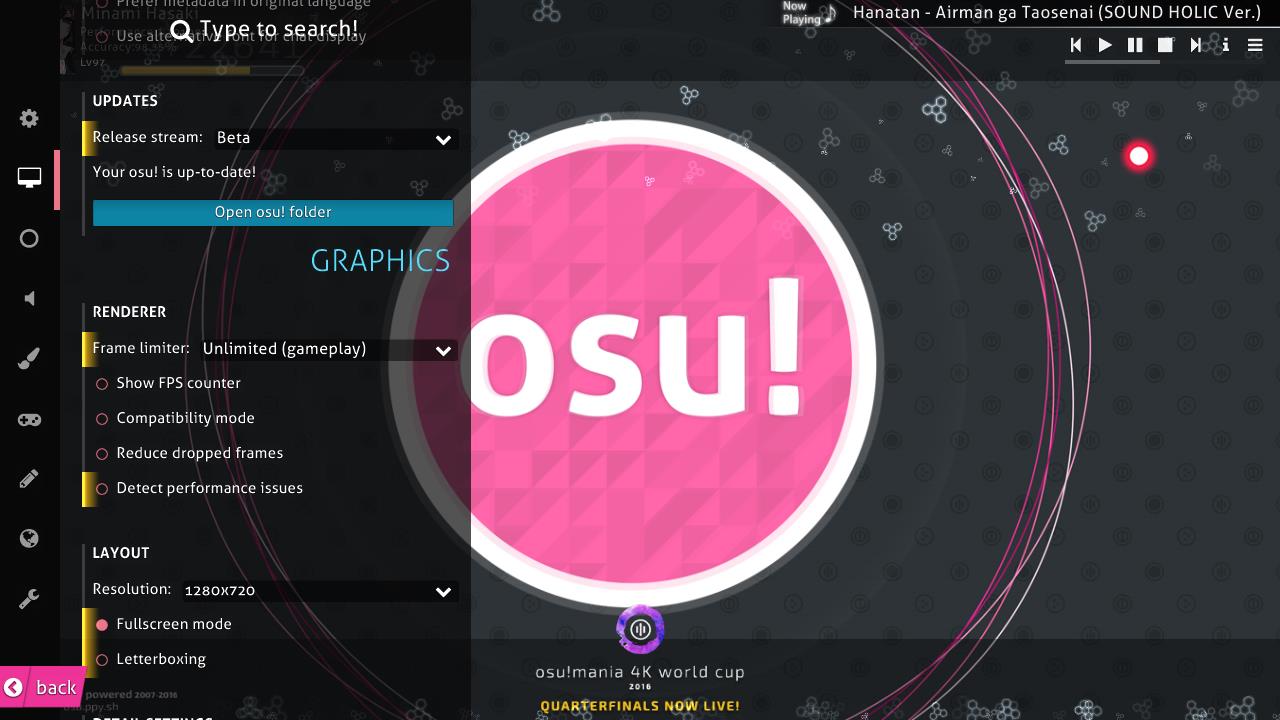 Prefer metadata in original language
Minami Hasaki
Type to search!
Use alternative font for chat display
Accuracy:98.35%
Lv97
Now Playing
Hanatan - Airman ga Taosenai (SOUND HOLIC Ver.)
UPDATES
Release stream: Beta
Your osu! is up-to-date!
Open osu! folder
GRAPHICS
RENDERER
Frame limiter: Unlimited (gameplay)
Show FPS counter
Compatibility mode
Reduce dropped frames
Detect performance issues
osu!
LAYOUT
Resolution: 1280x720
Fullscreen mode
Letterboxing
back
powered 2007-2016
osu!mania 4K world cup
2016
QUARTERFINALS NOW LIVE!
DETAIL SETTINGS